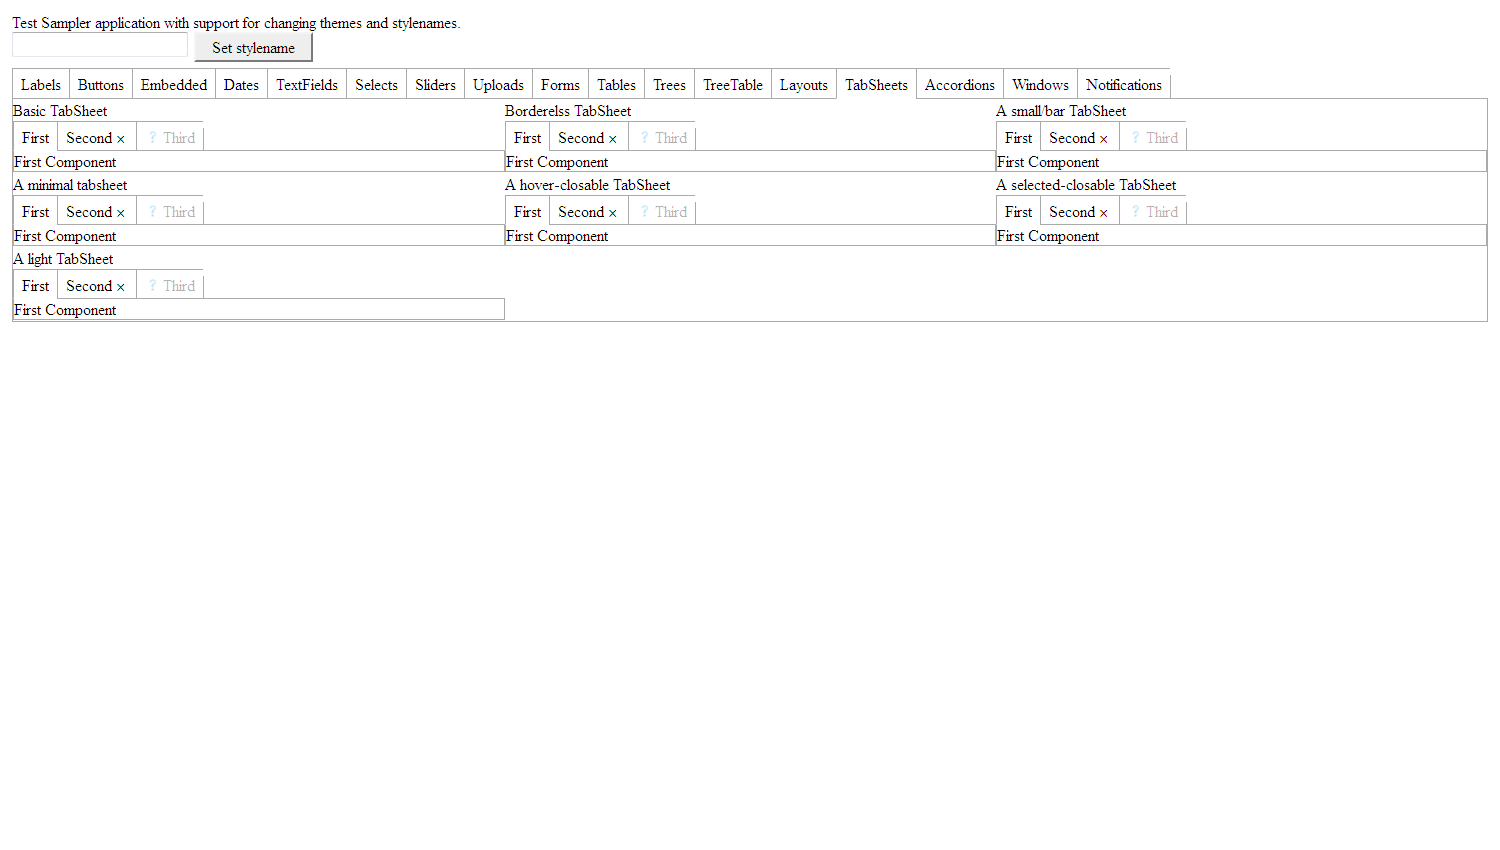 Test Sampler application with support for changing themes and stylenames.
Set stylename
Labels Buttons Embedded Dates TextFields Selects Sliders Uploads Forms Tables Trees TreeTable Layouts TabSheets Accordions Windows Notifications
Basic TabSheet Borderelss TabSheet A small/bar TabSheet
First Second × ? Third First Second × ? Third First Second × ? Third
First Component First Component First Component
A minimal tabsheet A hover-closable TabSheet A selected-closable TabSheet
First Second × ? Third First Second × ? Third First Second × ? Third
First Component First Component First Component
A light TabSheet
First Second × ? Third
First Component